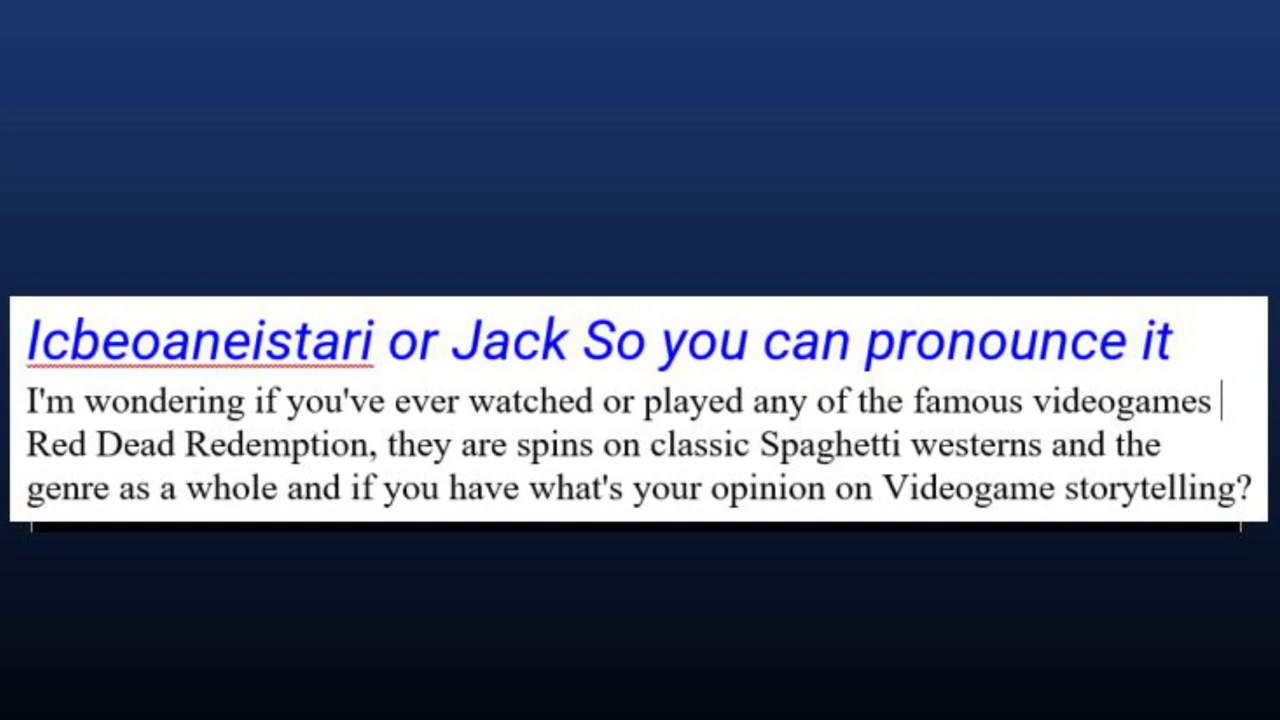 Icbeoaneistari or Jack So you can pronounce it
I'm wondering if you've ever watched or played any of the famous videogames
Red Dead Redemption, they are spins on classic Spaghetti westerns and the
genre as a whole and if you have what's your opinion on Videogame storytelling?